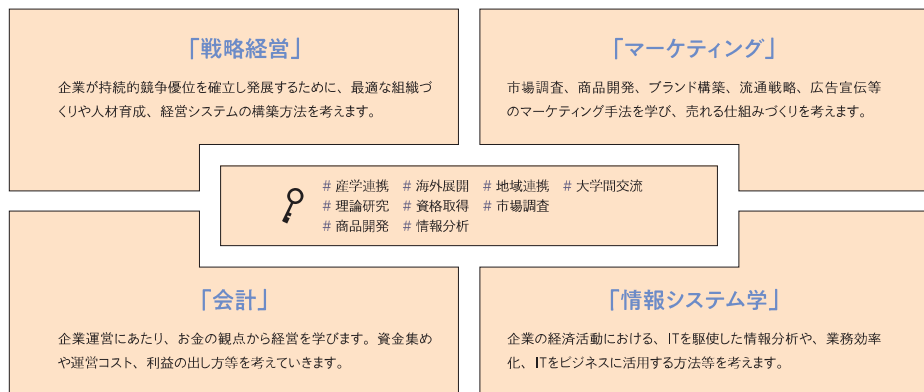 「戦略経営」
企業が持続的競争優位を確立し発展するために、最適な組織づ
くりや人材育成、経営システムの構築方法を考えます。
「マーケティング」
市場調査、商品開発、ブランド構築、流通戦略、広告宣伝等
のマーケティング手法を学び、売れる仕組みづくりを考えます。
# 産学連携 # 海外展開 # 地域連携 # 大学間交流
# 理論研究 # 資格取得 # 市場調査
# 商品開発 # 情報分析
「会計」
企業運営にあたり、お金の観点から経営を学びます。資金集め
や運営コスト、利益の出し方等を考えていきます。
「情報システム学」
企業の経済活動における、ITを駆使した情報分析や、業務効率
化、ITをビジネスに活用する方法等を考えます。